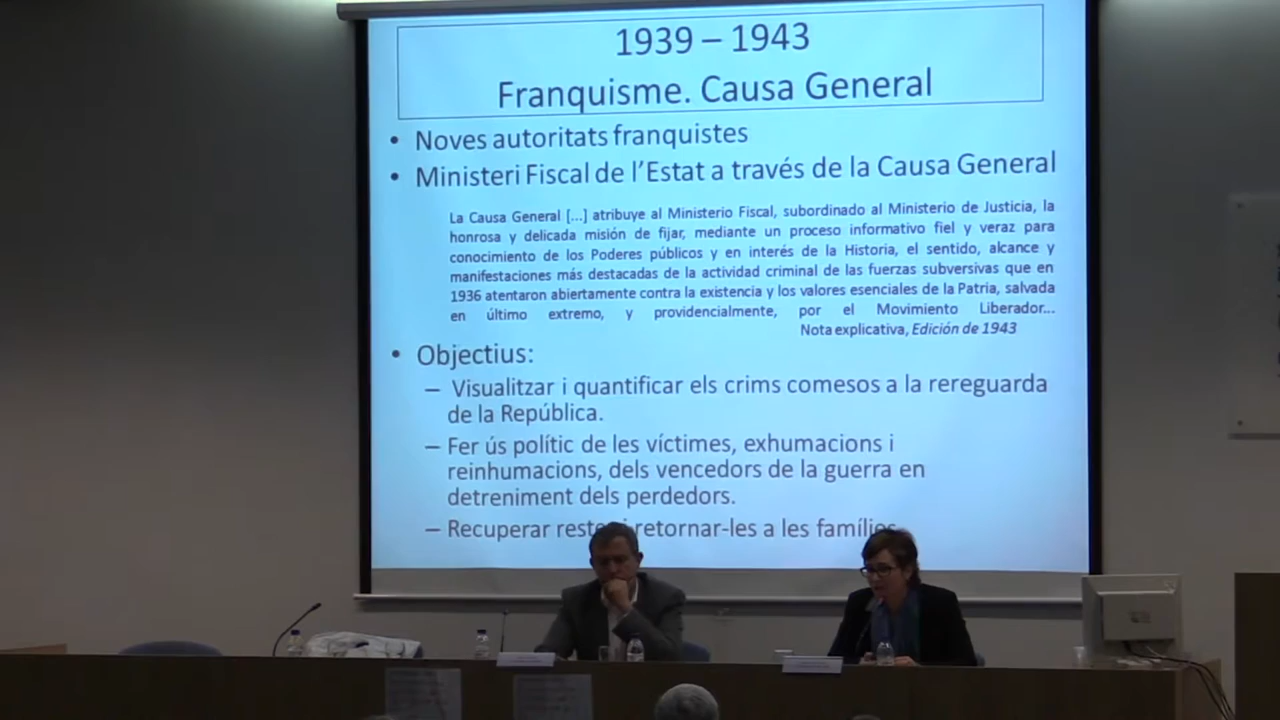 1939 – 1943
Franquisme. Causa General
• Noves autoritats franquistes
• Ministeri Fiscal de l'Estat a través de la Causa General
La Causa General [...] atribuye al Ministerio Fiscal, subordinado al Ministerio de Justicia, la
honrosa y delicada misión de fijar, mediante un proceso informativo fiel y veraz para
conocimiento de los Poderes públicos y en interés de la Historia, el sentido, alcance y
manifestaciones más destacadas de la actividad criminal de las fuerzas subversivas que en
1936 atentaron abiertamente contra la existencia y los valores esenciales de la Patria, salvada
en último extremo, y providencialmente, por el Movimiento Liberador...
Nota explicativa, Edición de 1943
• Objectius:
– Visualitzar i quantificar els crims comesos a la rereguarda
de la República.
– Fer ús polític de les víctimes, exhumacions i
reinhumacions, dels vencedors de la guerra en
detreniment dels perdedors.
– Recuperar restes i retornar-les a les famílies